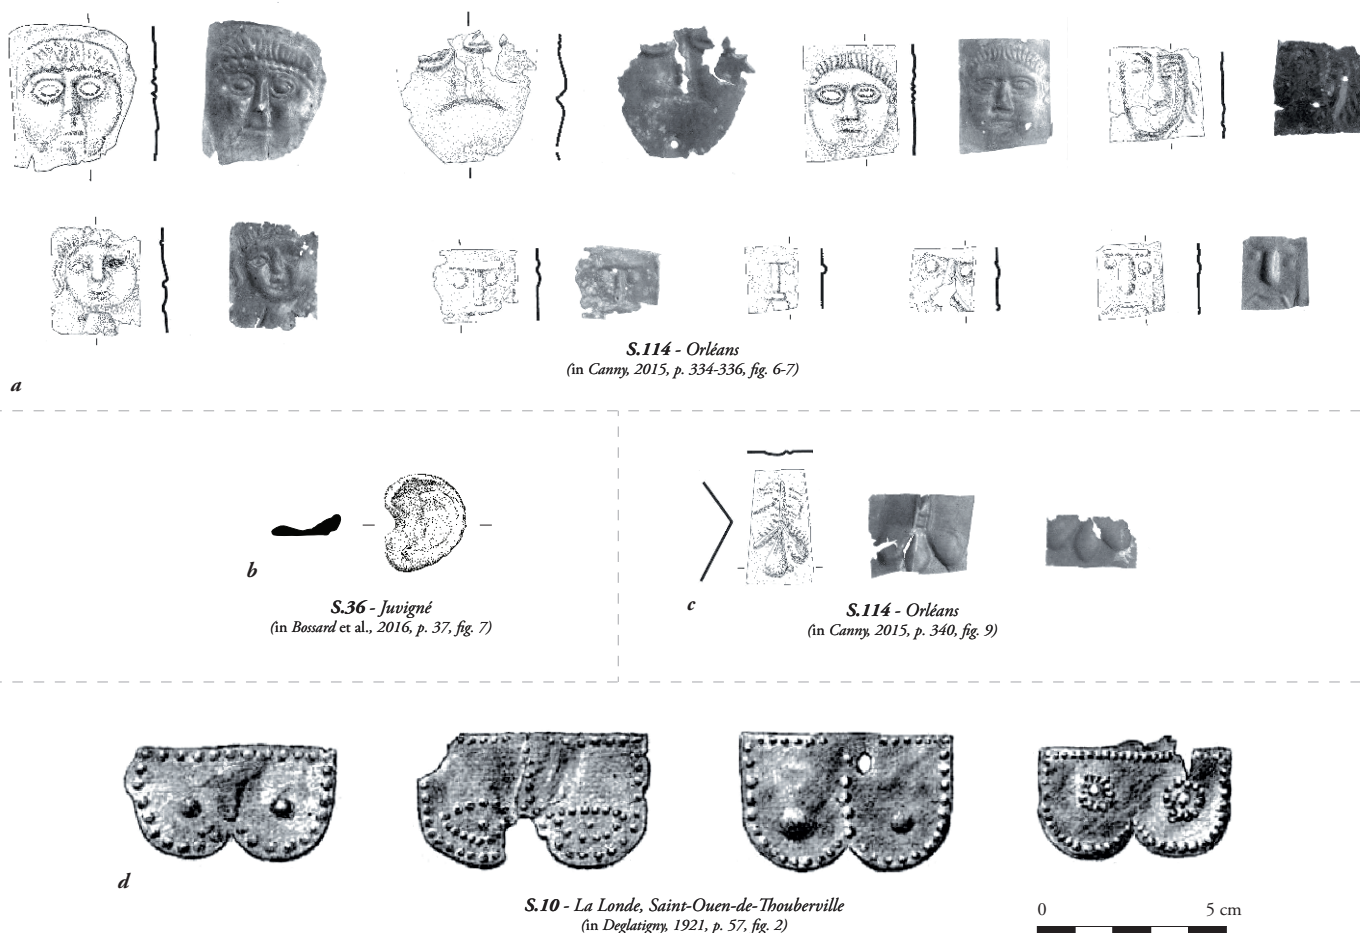 S.114 - Orléans
(in Canny, 2015, p. 334-336, fig. 6-7)
a
b
S.36 - Juvigné
(in Bossard et al., 2016, p. 37, fig. 7)
c
S.114 - Orléans
(in Canny, 2015, p. 340, fig. 9)
d
S.10 - La Londe, Saint-Ouen-de-Thouberville
(in Deglatigny, 1921, p. 57, fig. 2)
0 5 cm